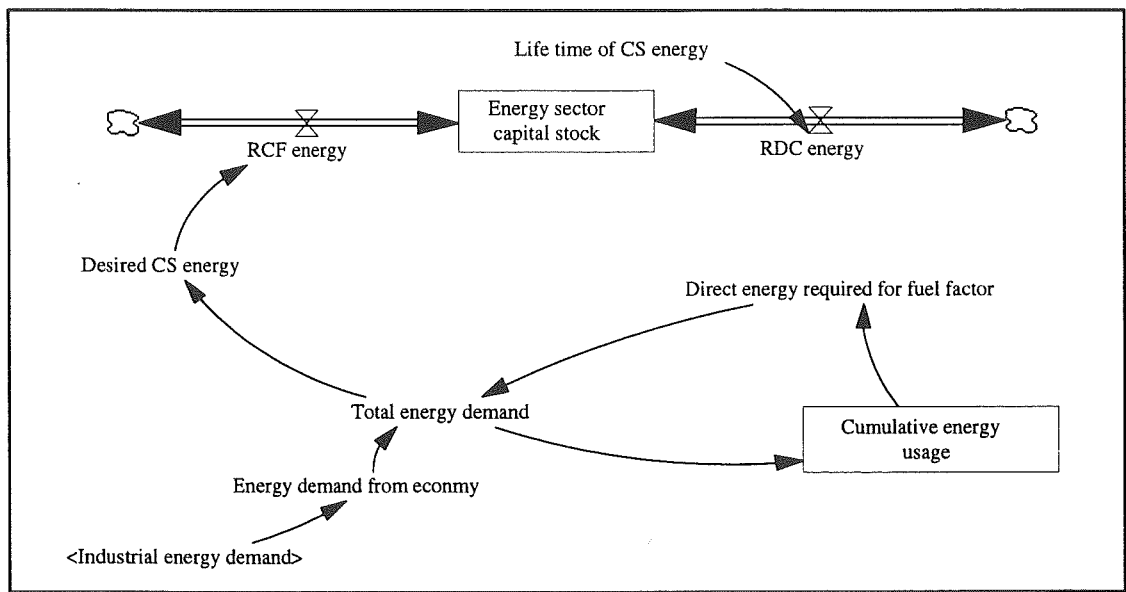 Life time of CS energy
Energy sector
capital stock
RCF energy
RDC energy
Desired CS energy
Direct energy required for fuel factor
Total energy demand
Cumulative energy
usage
Energy demand from econmy
<Industrial energy demand>